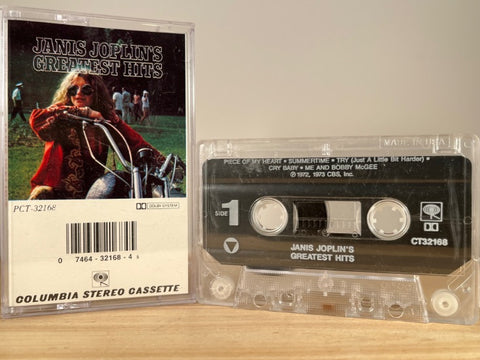 JANIS JOPLIN'S
GREATEST HITS
PCT-32168
DOLBY SYSTEM
0 7464-32168-4
COLUMBIA STEREO CASSETTE
MADE IN U.S.A.
PIECE OF MY HEART • SUMMERTIME • TRY (Just A Little Bit Harder) •
CRY BABY • ME AND BOBBY McGEE
℗ 1972, 1973 CBS, Inc.
SIDE 1
CT32168
JANIS JOPLIN'S
GREATEST HITS